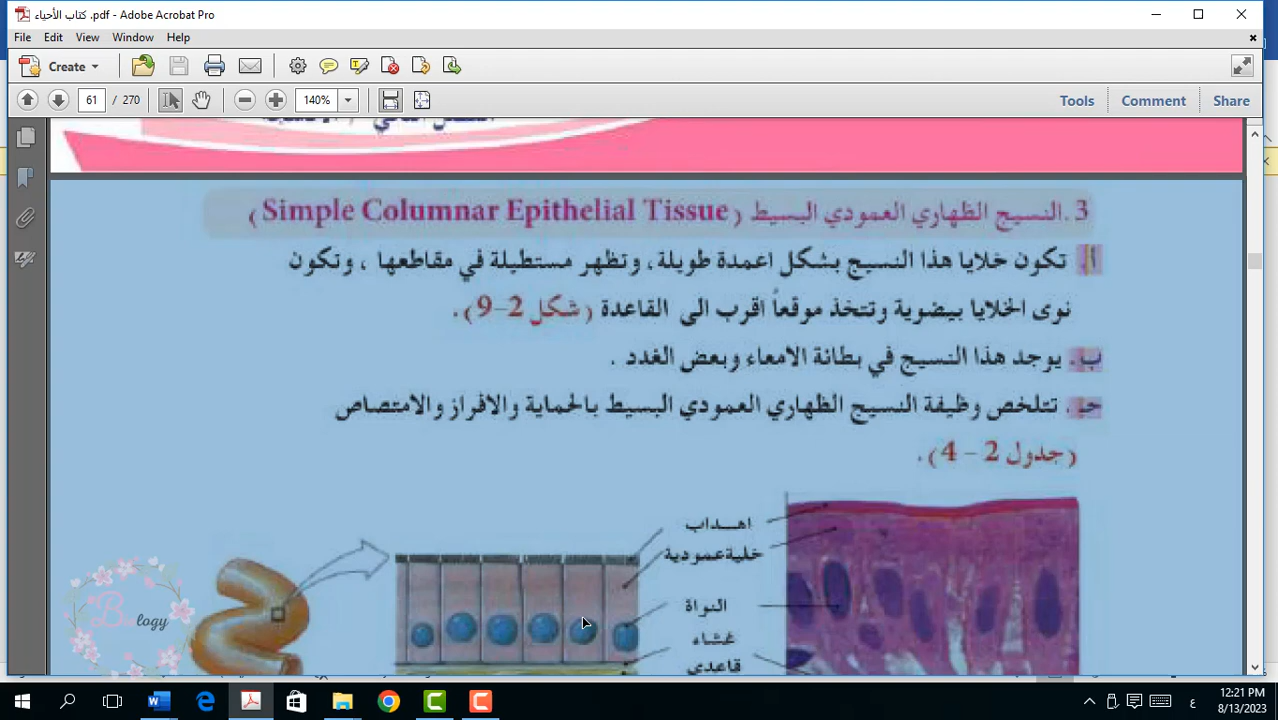 كتاب الأحياء .pdf - Adobe Acrobat Pro
File Edit View Window Help
Create
61 / 270 140% Tools Comment Share
3 .النسيج الظهاري العمودي البسيط ( Simple Columnar Epithelial Tissue )
أ. تكون خلايا هذا النسيج بشكل اعمدة طويلة، وتظهر مستطيلة في مقاطعها ، وتكون
نوى الخلايا بيضوية وتتخذ موقعاً اقرب الى القاعدة ( شكل 2-9 ) .
ب. يوجد هذا النسيج في بطانة الامعاء وبعض الغدد .
جـ . تتلخص وظيفة النسيج الظهاري العمودي البسيط بالحماية والافراز والامتصاص
( جدول 2 - 4 ) .
اهـداب
خلية عمودية
النواة
غشاء
قاعدي
Biology
12:21 PM
8/13/2023
ع